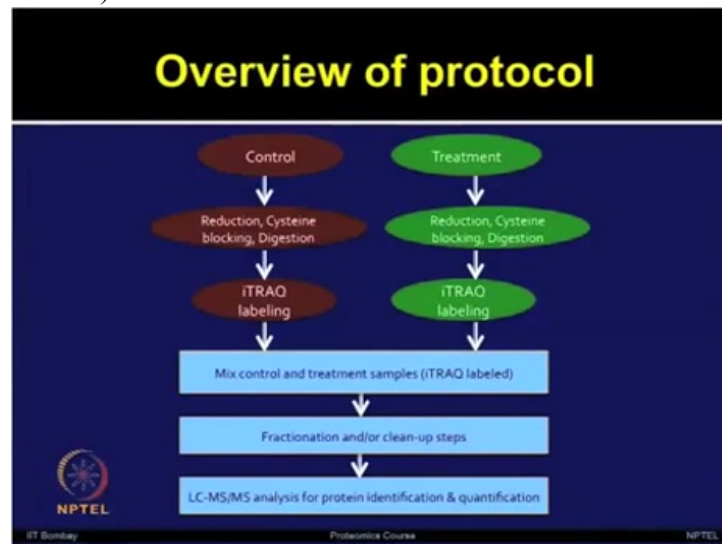 Overview of protocol
Control
Treatment
Reduction, Cysteine
blocking, Digestion
Reduction, Cysteine
blocking, Digestion
iTRAQ
labeling
iTRAQ
labeling
Mix control and treatment samples (iTRAQ labeled)
Fractionation and/or clean-up steps
LC-MS/MS analysis for protein identification & quantification
NPTEL
IIT Bombay
Proteomics Course
NPTEL